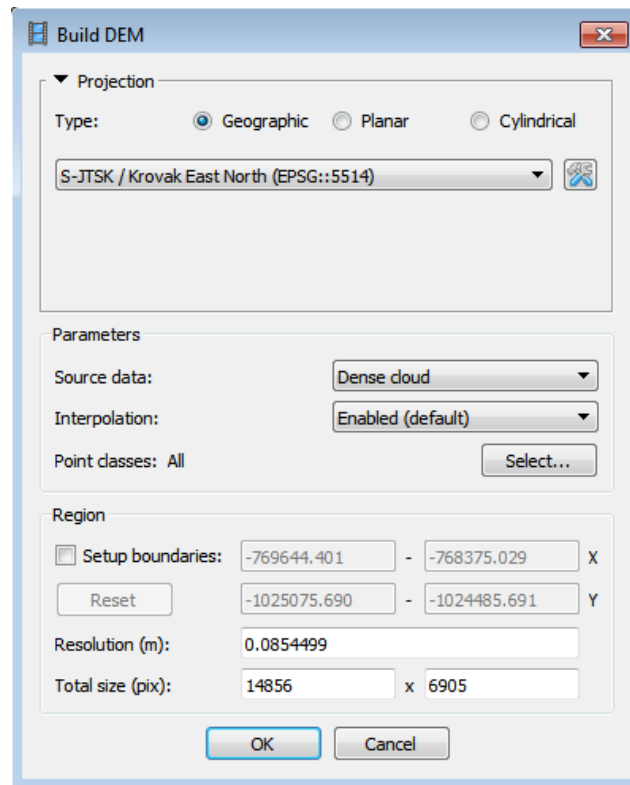 Build DEM
Projection
Type: Geographic Planar Cylindrical
S-JTSK / Krovak East North (EPSG::5514)
Parameters
Source data: Dense cloud
Interpolation: Enabled (default)
Point classes: All Select...
Region
Setup boundaries: -769644.401 - -768375.029 X
Reset -1025075.690 - -1024485.691 Y
Resolution (m): 0.0854499
Total size (pix): 14856 x 6905
OK Cancel